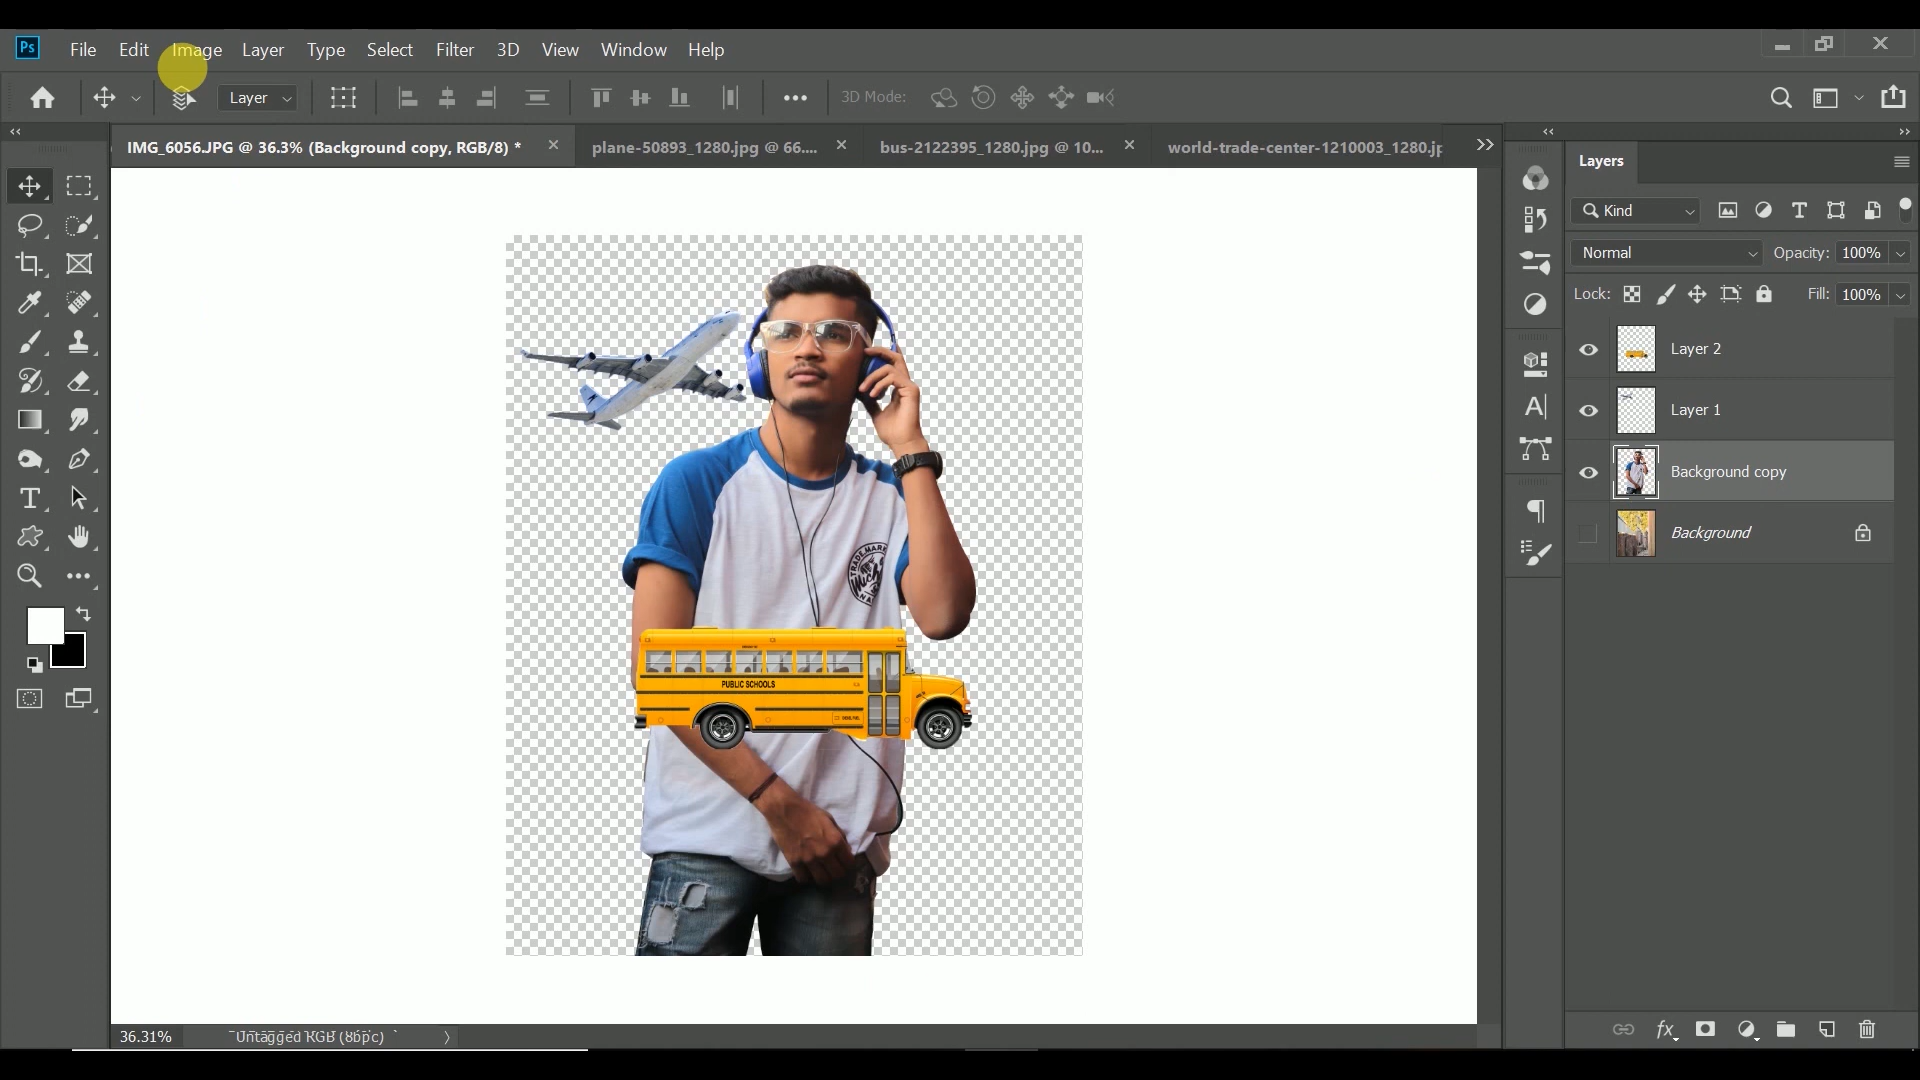 Ps File Edit Image Layer Type Select Filter 3D View Window Help
Layer 3D Mode:
IMG_6056.JPG @ 36.3% (Background copy, RGB/8) * plane-50893_1280.jpg @ 66.... bus-2122395_1280.jpg @ 10... world-trade-center-1210003_1280.jp
Layers
Kind
Normal Opacity: 100%
Lock: Fill: 100%
Layer 2
Layer 1
Background copy
Background
TRADE MARK
PUBLIC SCHOOLS
36.31% Untagged RGB (8bpc)